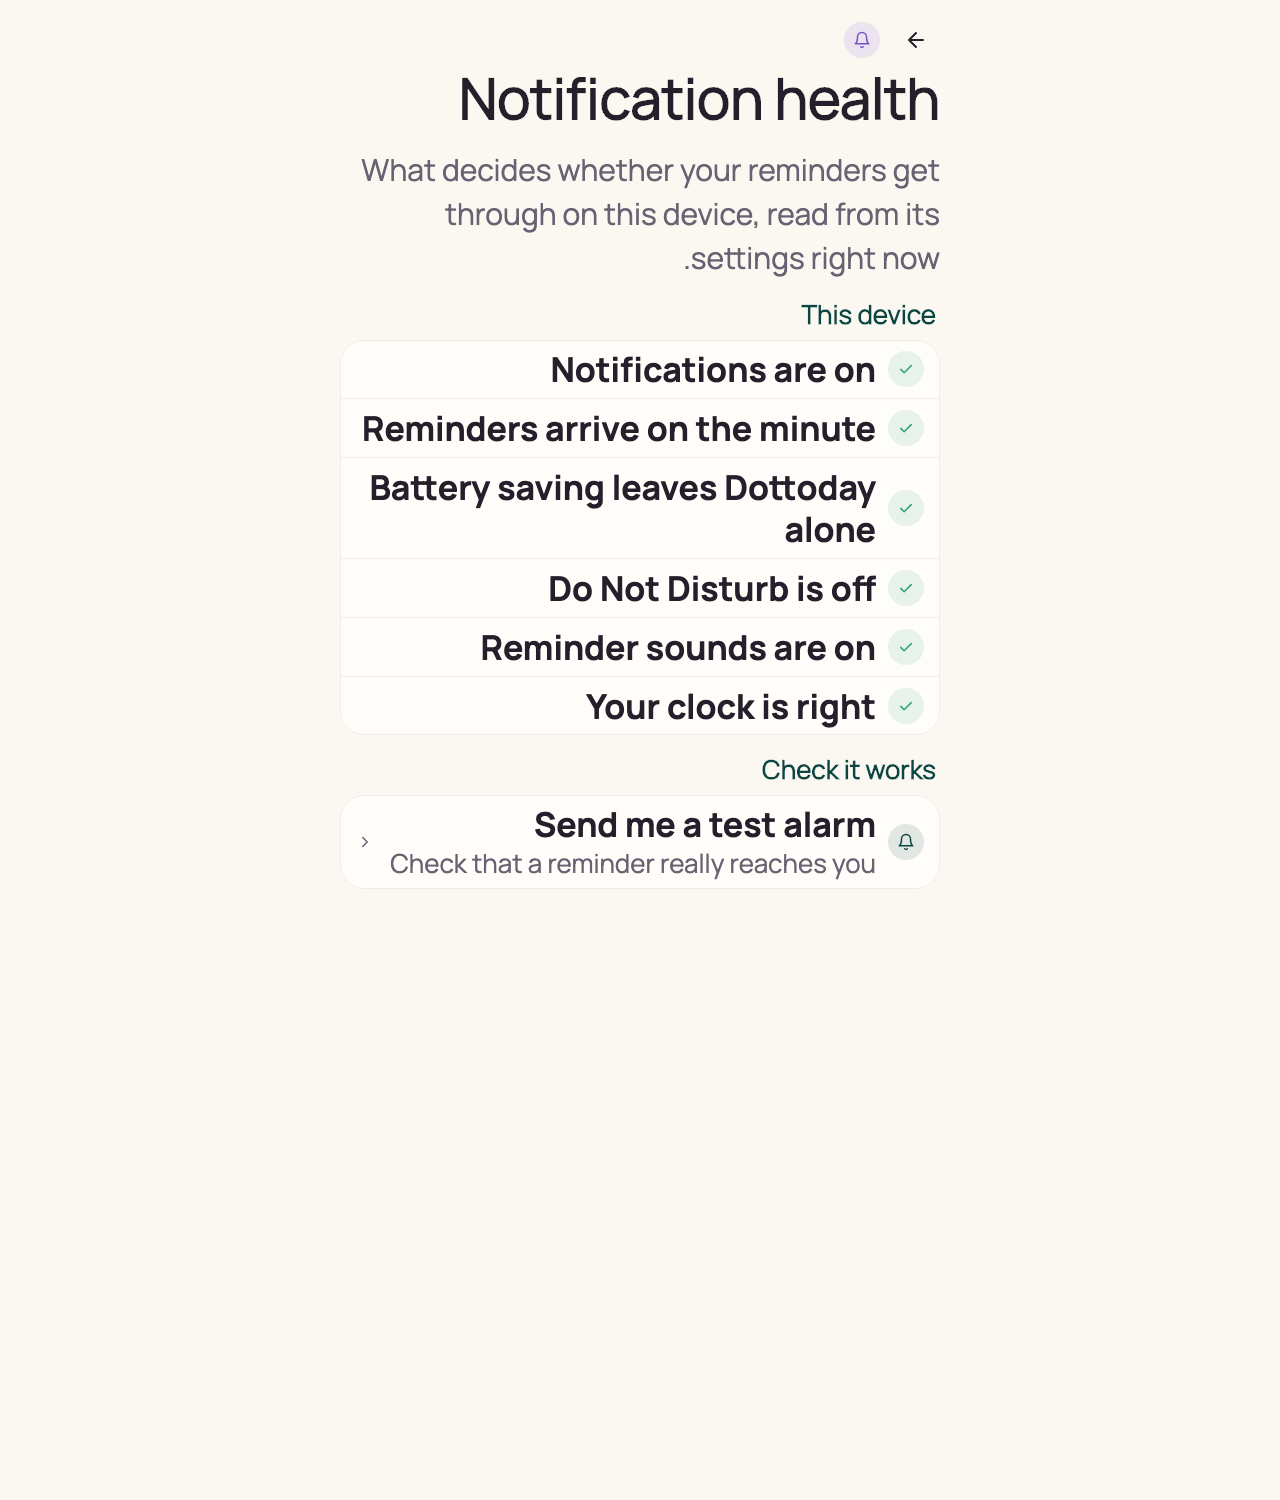 Notification health
What decides whether your reminders get
through on this device, read from its
.settings right now
This device
Notifications are on
Reminders arrive on the minute
Battery saving leaves Dottoday
alone
Do Not Disturb is off
Reminder sounds are on
Your clock is right
Check it works
Send me a test alarm
Check that a reminder really reaches you